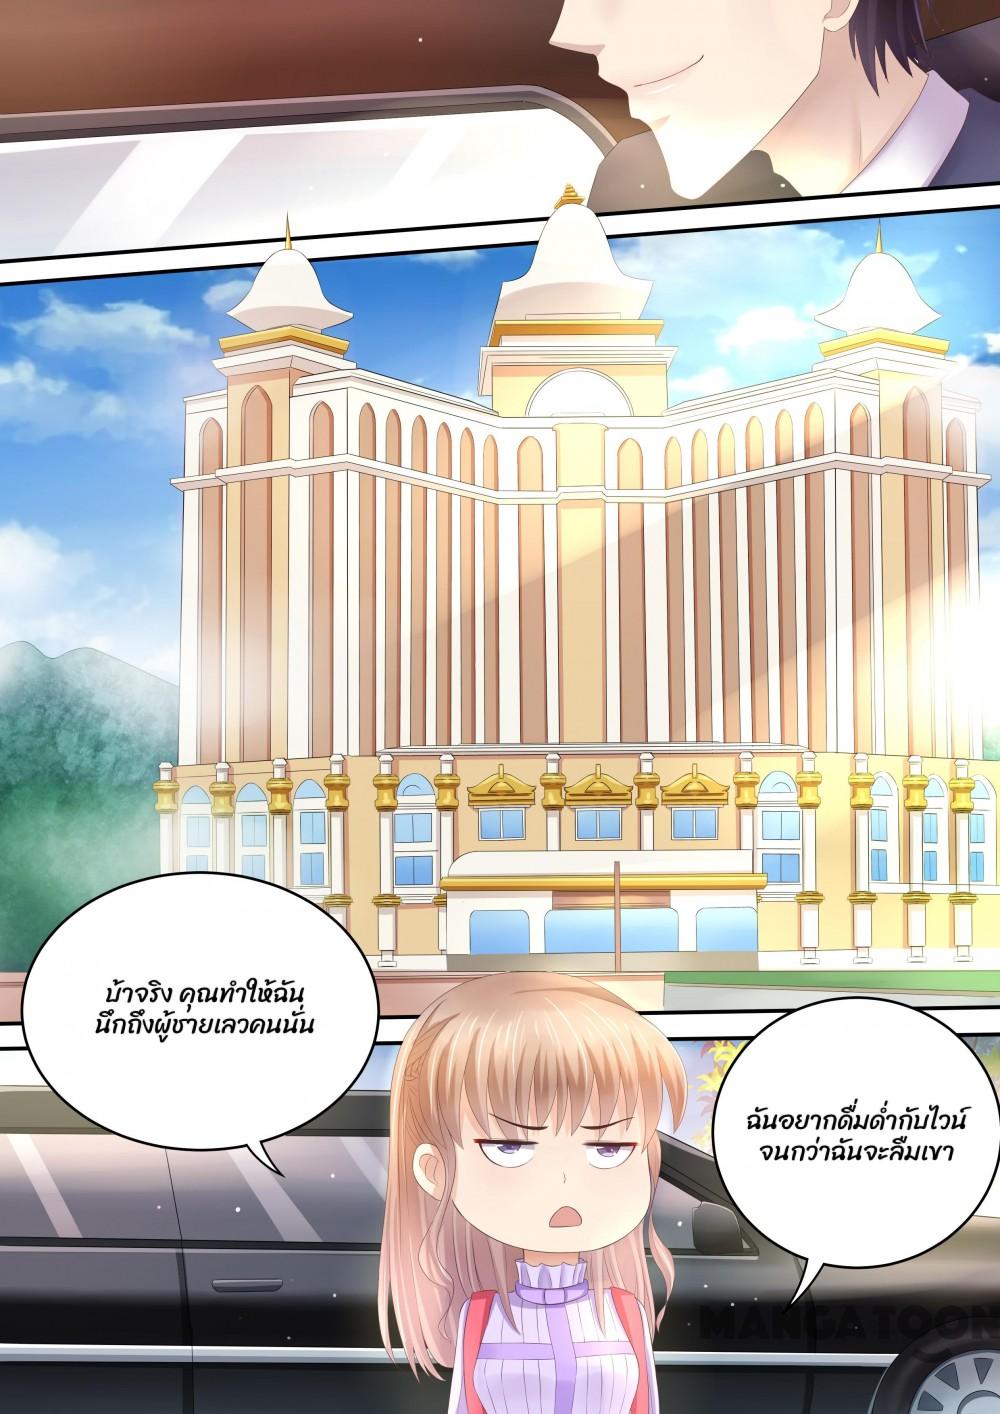 บ้าจริง คุณทำให้ฉัน
นึกถึงผู้ชายเลวคนนั่น
ฉันอยากดื่มด่ำกับไวน์
จนกว่าฉันจะลืมเขา
MANGATOON